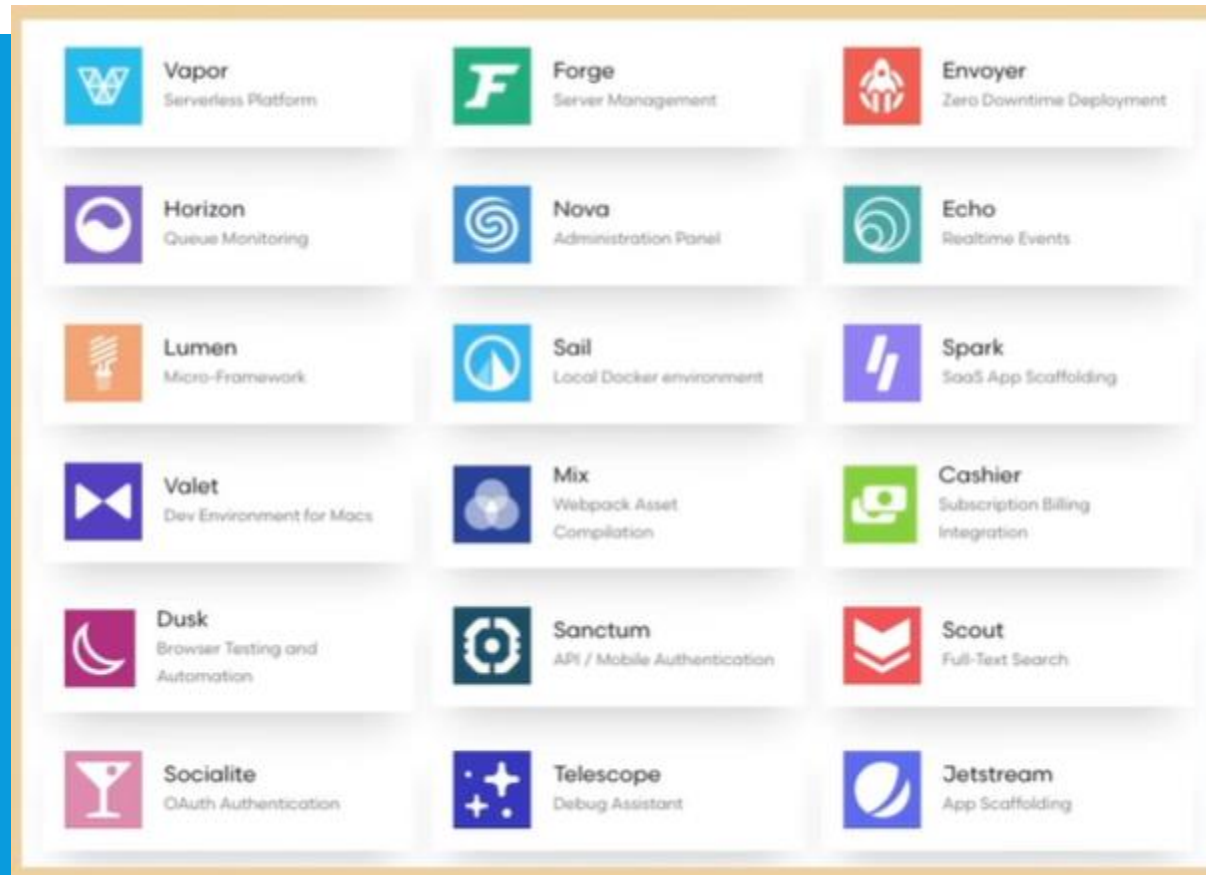 Vapor
Serverless Platform
Forge
Server Management
Envoyer
Zero Downtime Deployment
Horizon
Queue Monitoring
Nova
Administration Panel
Echo
Realtime Events
Lumen
Micro-Framework
Sail
Local Docker environment
Spark
SaaS App Scaffolding
Valet
Dev Environment for Macs
Mix
Webpack Asset
Compilation
Cashier
Subscription Billing
Integration
Dusk
Browser Testing and
Automation
Sanctum
API / Mobile Authentication
Scout
Full-Text Search
Socialite
OAuth Authentication
Telescope
Debug Assistant
Jetstream
App Scaffolding